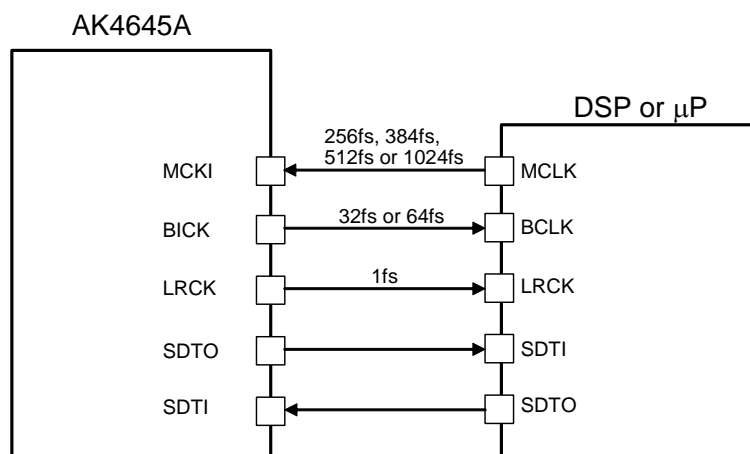 AK4645A
DSP or μP
256fs, 384fs,
512fs or 1024fs
MCKI
MCLK
32fs or 64fs
BICK
BCLK
1fs
LRCK
LRCK
SDTO
SDTI
SDTI
SDTO